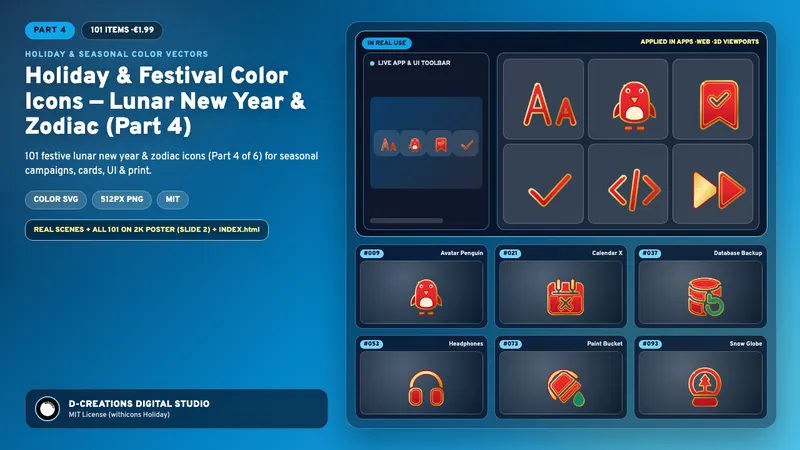 PART 4
101 ITEMS · €1.99
HOLIDAY & SEASONAL COLOR VECTORS
Holiday & Festival Color
Icons – Lunar New Year &
Zodiac (Part 4)
101 festive lunar new year & zodiac icons (Part 4 of 6) for seasonal
campaigns, cards, UI & print.
COLOR SVG
512PX PNG
MIT
REAL SCENES + ALL 101 ON 2K POSTER (SLIDE 2) + INDEX.html
D-CREATIONS DIGITAL STUDIO
MIT License (withicons Holiday)
IN REAL USE
APPLIED IN APPS · WEB · 3D VIEWPORTS
LIVE APP & UI TOOLBAR
#009
Avatar Penguin
#021
Calendar X
#037
Database Backup
#053
Headphones
#073
Paint Bucket
#093
Snow Globe